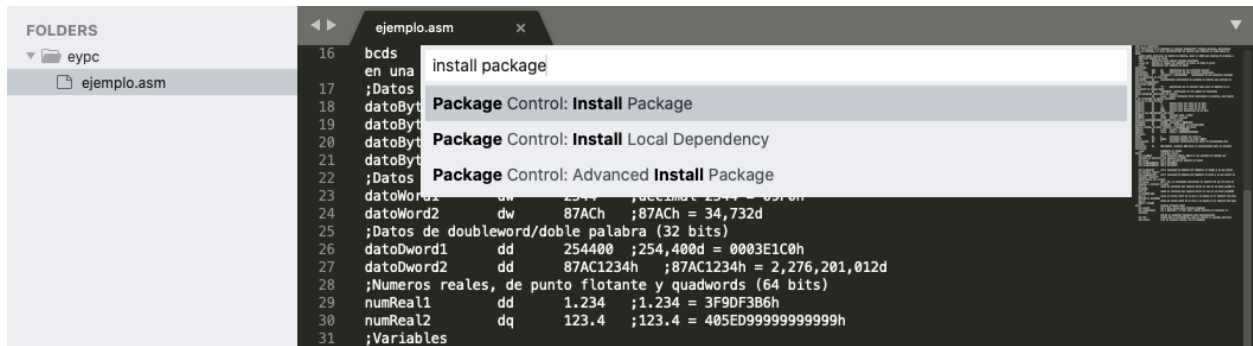 FOLDERS
eypc
ejemplo.asm
ejemplo.asm ×
install package
Package Control: Install Package
Package Control: Install Local Dependency
Package Control: Advanced Install Package
16 bcds
en una
17 ;Datos
18 datoByt
19 datoByt
20 datoByt
21 datoByt
22 ;Datos
23 datoWord1 dw 2544 ;decimal 2544 = 09F0h
24 datoWord2 dw 87ACh ;87ACh = 34,732d
25 ;Datos de doubleword/doble palabra (32 bits)
26 datoDword1 dd 254400 ;254,400d = 0003E1C0h
27 datoDword2 dd 87AC1234h ;87AC1234h = 2,276,201,012d
28 ;Numeros reales, de punto flotante y quadwords (64 bits)
29 numReal1 dd 1.234 ;1.234 = 3F9DF3B6h
30 numReal2 dq 123.4 ;123.4 = 405ED99999999999h
31 ;Variables